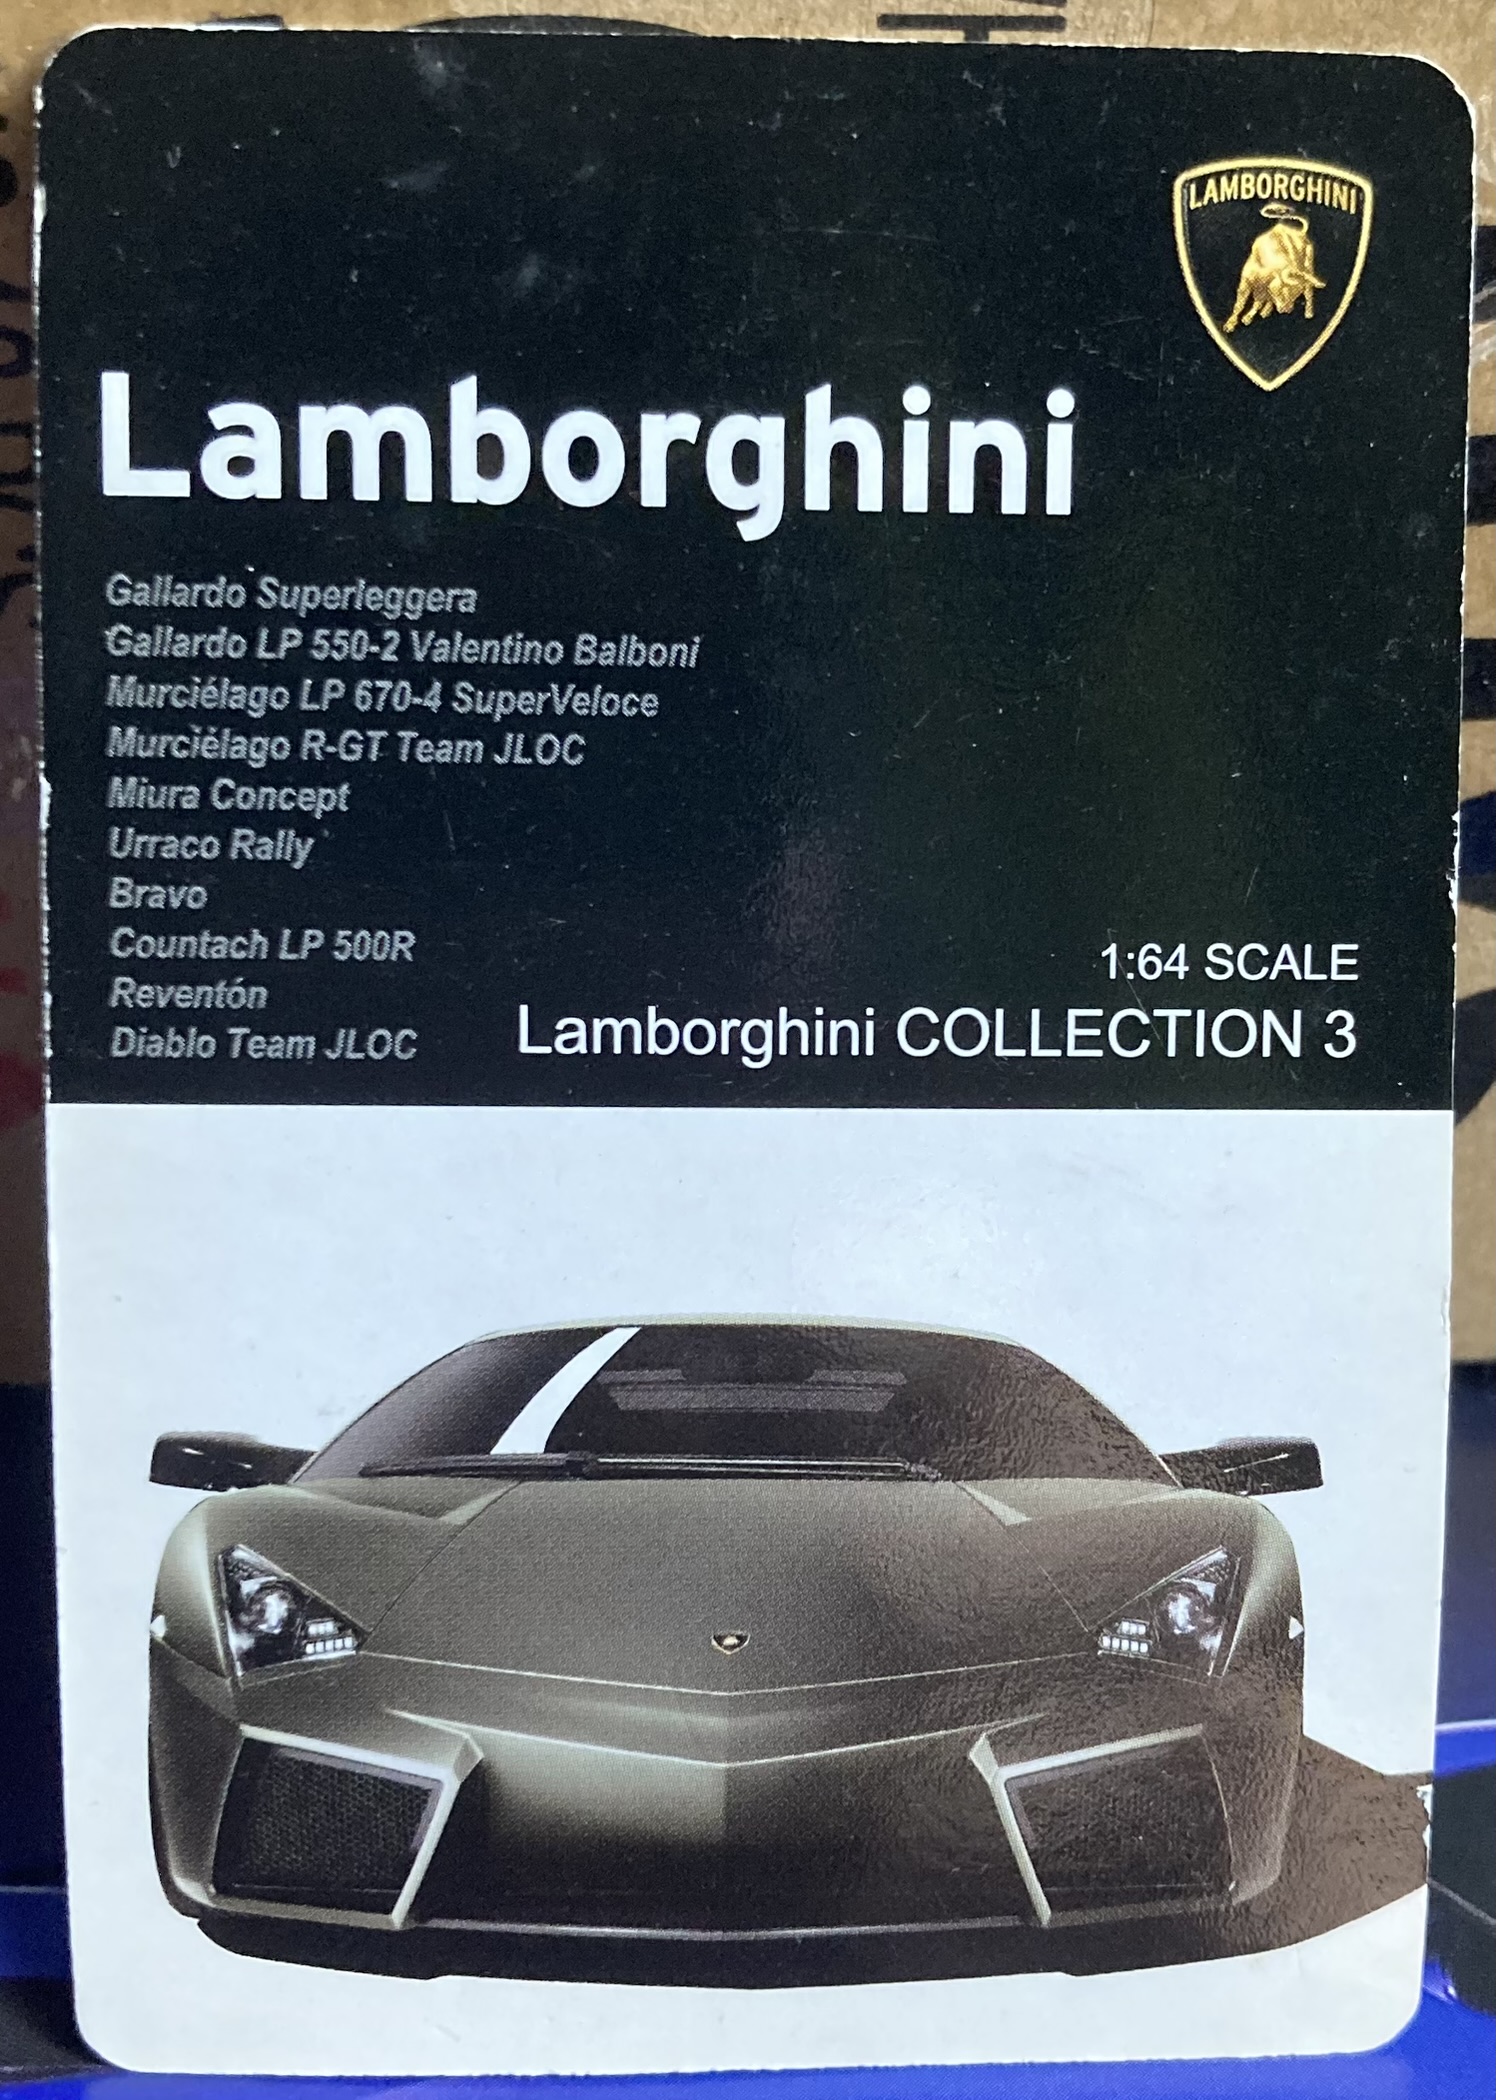 LAMBORGHINI
Lamborghini
Gallardo Superleggera
Gallardo LP 550-2 Valentino Balboni
Murciélago LP 670-4 SuperVeloce
Murciélago R-GT Team JLOC
Miura Concept
Urraco Rally
Bravo
Countach LP 500R
Reventón
Diablo Team JLOC
1:64 SCALE
Lamborghini COLLECTION 3